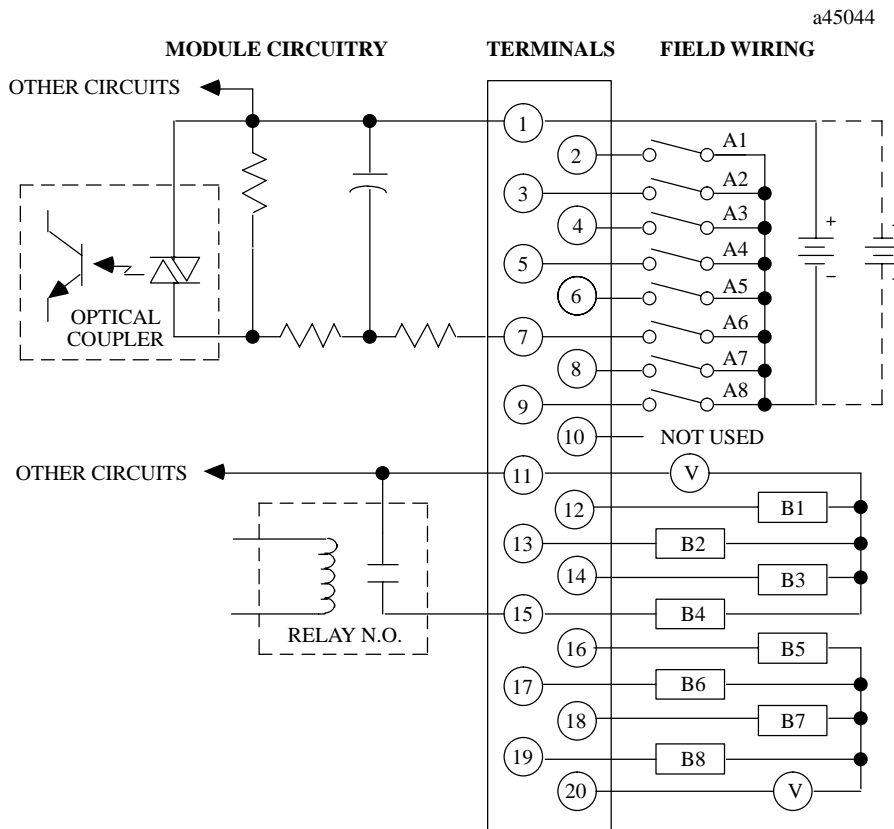 a45044
MODULE CIRCUITRY TERMINALS FIELD WIRING
OTHER CIRCUITS
1
2 A1
3 A2
4 A3
5 A4
6 A5
7 A6
8 A7
9 A8
+
−
+
-
OPTICAL
COUPLER
10 NOT USED
OTHER CIRCUITS
11 V
12 B1
13 B2
14 B3
15 B4
RELAY N.O.
16 B5
17 B6
18 B7
19 B8
20 V